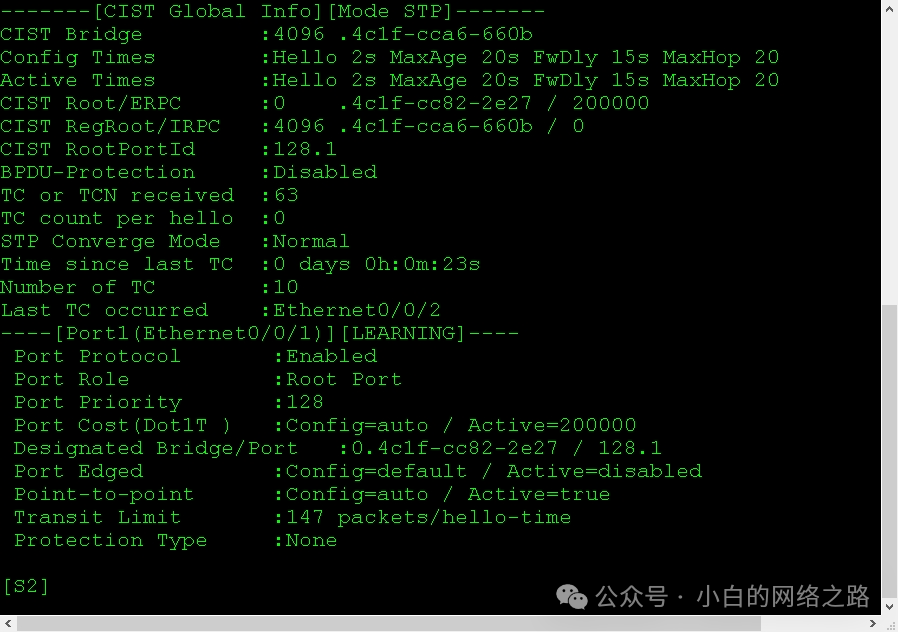 -------[CIST Global Info][Mode STP]-------
CIST Bridge         :4096 .4c1f-cca6-660b
Config Times        :Hello 2s MaxAge 20s FwDly 15s MaxHop 20
Active Times        :Hello 2s MaxAge 20s FwDly 15s MaxHop 20
CIST Root/ERPC      :0    .4c1f-cc82-2e27 / 200000
CIST RegRoot/IRPC   :4096 .4c1f-cca6-660b / 0
CIST RootPortId     :128.1
BPDU-Protection     :Disabled
TC or TCN received  :63
TC count per hello  :0
STP Converge Mode   :Normal
Time since last TC  :0 days 0h:0m:23s
Number of TC        :10
Last TC occurred    :Ethernet0/0/2
----[Port1(Ethernet0/0/1)][LEARNING]----
 Port Protocol       :Enabled
 Port Role           :Root Port
 Port Priority       :128
 Port Cost(Dot1T )   :Config=auto / Active=200000
 Designated Bridge/Port   :0.4c1f-cc82-2e27 / 128.1
 Port Edged          :Config=default / Active=disabled
 Point-to-point      :Config=auto / Active=true
 Transit Limit       :147 packets/hello-time
 Protection Type     :None
[S2]
公众号 · 小白的网络之路